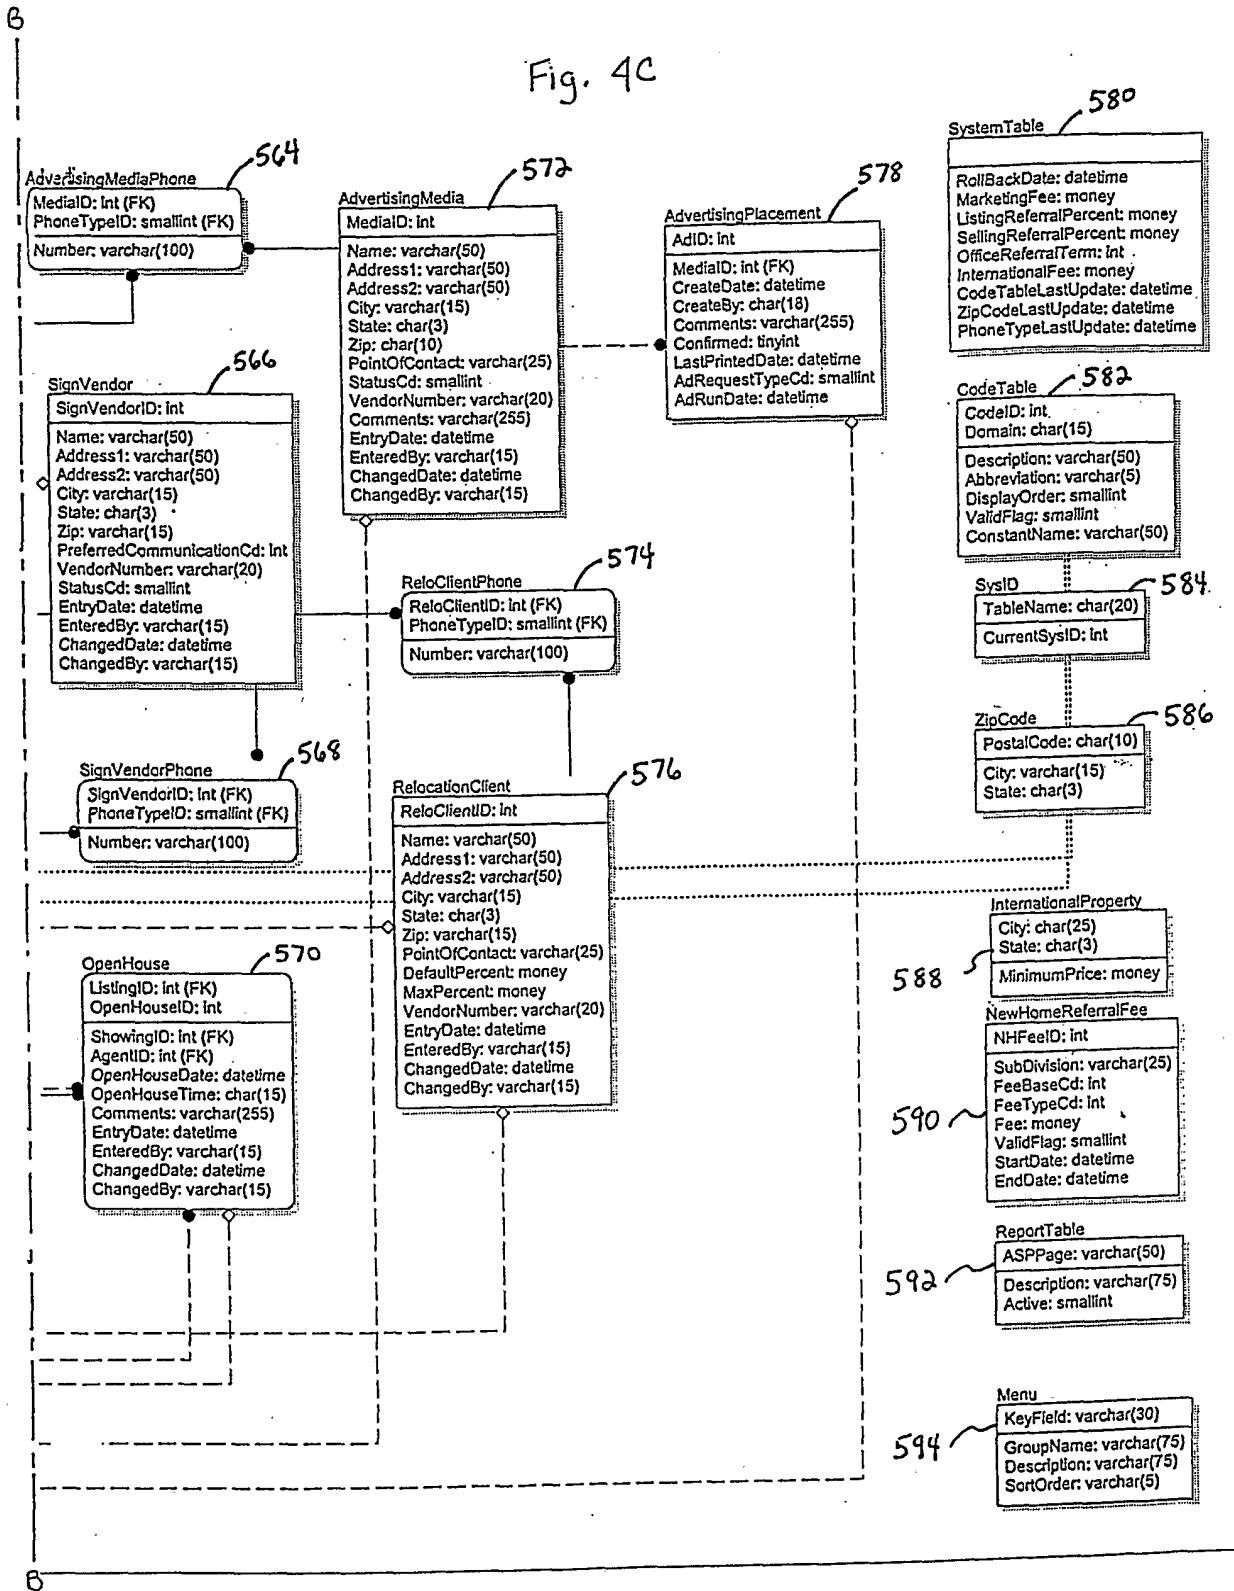 B
Fig. 4C
564
AdvertisingMediaPhone
MediaID: int (FK)
PhoneTypeID: smallint (FK)
Number: varchar(100)
572
AdvertisingMedia
MediaID: int
Name: varchar(50)
Address1: varchar(50)
Address2: varchar(50)
City: varchar(15)
State: char(3)
Zip: char(10)
PointOfContact: varchar(25)
StatusCd: smallint
VendorNumber: varchar(20)
Comments: varchar(255)
EntryDate: datetime
EnteredBy: varchar(15)
ChangedDate: datetime
ChangedBy: varchar(15)
578
AdvertisingPlacement
AdID: int
MediaID: int (FK)
CreateDate: datetime
CreateBy: char(18)
Comments: varchar(255)
Confirmed: tinyint
LastPrintedDate: datetime
AdRequestTypeCd: smallint
AdRunDate: datetime
580
SystemTable
RollBackDate: datetime
MarketingFee: money
ListingReferralPercent: money
SellingReferralPercent: money
OfficeReferralTerm: int
InternationalFee: money
CodeTableLastUpdate: datetime
ZipCodeLastUpdate: datetime
PhoneTypeLastUpdate: datetime
566
SignVendor
SignVendorID: int
Name: varchar(50)
Address1: varchar(50)
Address2: varchar(50)
City: varchar(15)
State: char(3)
Zip: varchar(15)
PreferredCommunicationCd: int
VendorNumber: varchar(20)
StatusCd: smallint
EntryDate: datetime
EnteredBy: varchar(15)
ChangedDate: datetime
ChangedBy: varchar(15)
582
CodeTable
CodeID: int
Domain: char(15)
Description: varchar(50)
Abbreviation: varchar(5)
DisplayOrder: smallint
ValidFlag: smallint
ConstantName: varchar(50)
574
ReloClientPhone
ReloClientID: int (FK)
PhoneTypeID: smallint (FK)
Number: varchar(100)
584
SysID
TableName: char(20)
CurrentSysID: int
586
ZipCode
PostalCode: char(10)
City: varchar(15)
State: char(3)
568
SignVendorPhone
SignVendorID: int (FK)
PhoneTypeID: smallint (FK)
Number: varchar(100)
576
RelocationClient
ReloClientID: int
Name: varchar(50)
Address1: varchar(50)
Address2: varchar(50)
City: varchar(15)
State: char(3)
Zip: varchar(15)
PointOfContact: varchar(25)
DefaultPercent: money
MaxPercent: money
VendorNumber: varchar(20)
EntryDate: datetime
EnteredBy: varchar(15)
ChangedDate: datetime
ChangedBy: varchar(15)
570
OpenHouse
ListingID: int (FK)
OpenHouseID: int
ShowingID: int (FK)
AgentID: int (FK)
OpenHouseDate: datetime
OpenHouseTime: char(15)
Comments: varchar(255)
EntryDate: datetime
EnteredBy: varchar(15)
ChangedDate: datetime
ChangedBy: varchar(15)
InternationalProperty
City: char(25)
State: char(3)
MinimumPrice: money
588
NewHomeReferralFee
NHFeeID: int
SubDivision: varchar(25)
FeeBaseCd: int
FeeTypeCd: int
Fee: money
ValidFlag: smallint
StartDate: datetime
EndDate: datetime
590
ReportTable
ASPPage: varchar(50)
Description: varchar(75)
Active: smallint
592
Menu
KeyField: varchar(30)
GroupName: varchar(75)
Description: varchar(75)
SortOrder: varchar(5)
594
B